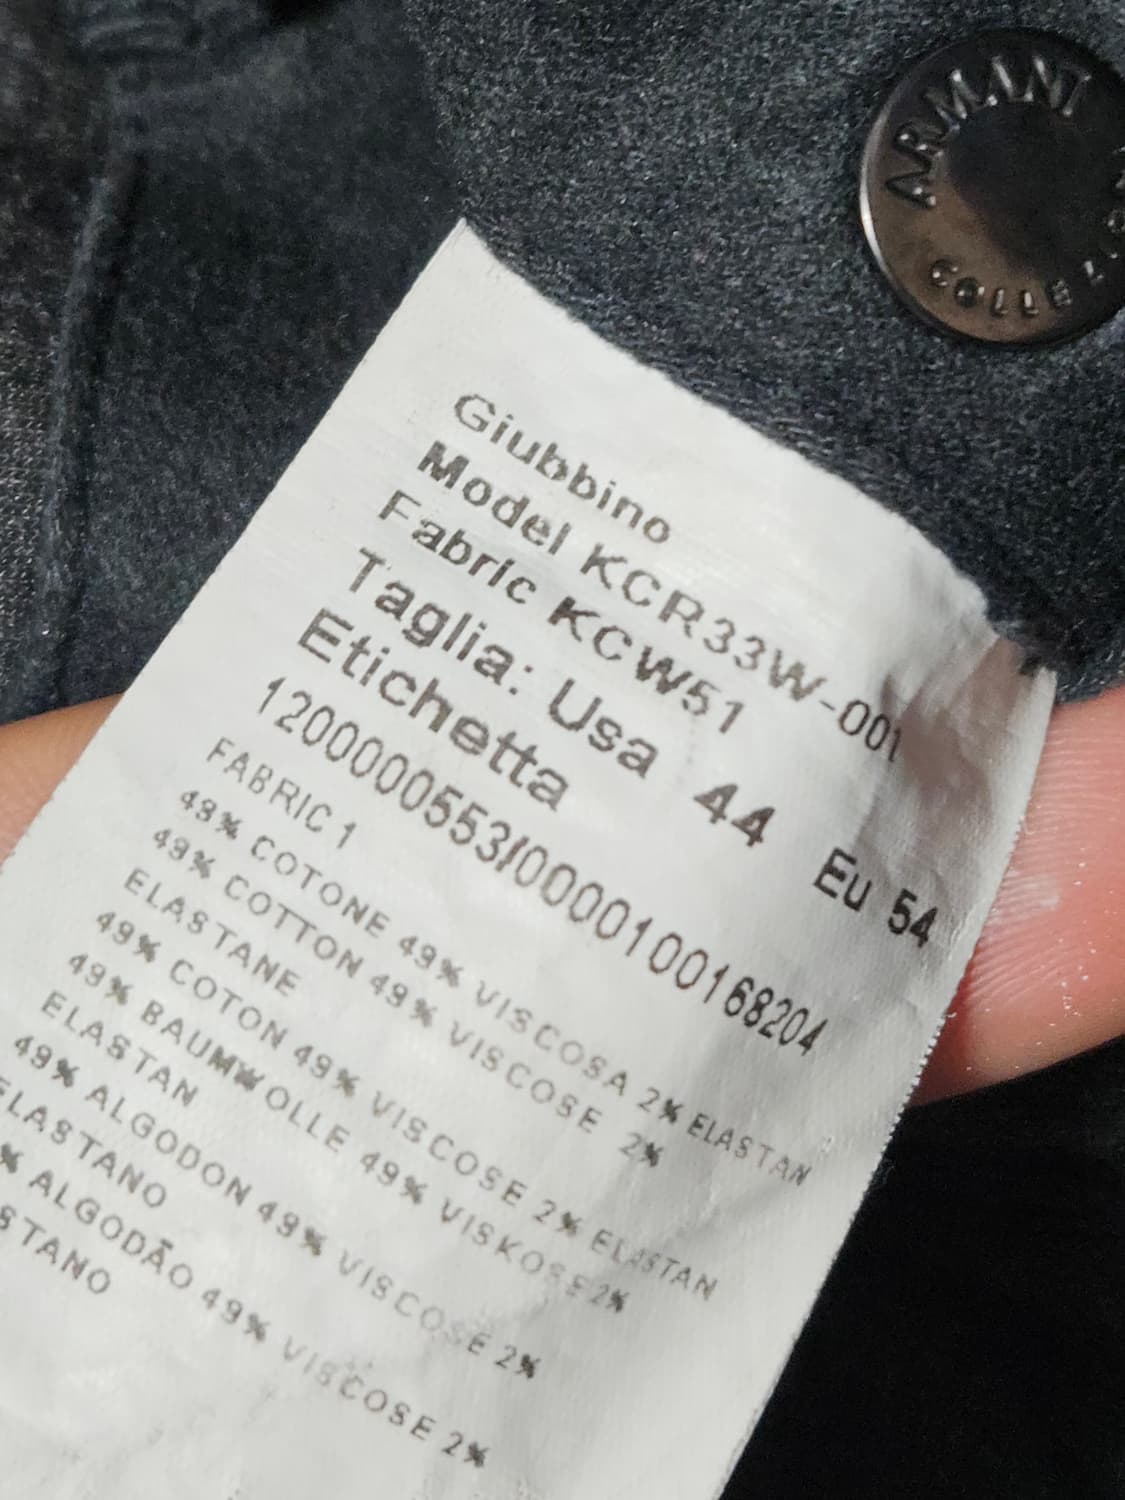 ARMANI
COLLEZI
Giubbino
Model KCR33W-001
Fabric KCW51
Taglia: Usa 44 Eu 54
Etichetta
1200000553/0000100168204
FABRIC 1
49% COTONE 49% VISCOSA 2% ELASTAN
49% COTTON 49% VISCOSE 2%
ELASTANE
49% COTON 49% VISCOSE 2% ELASTAN
49% BAUMWOLLE 49% VISKOSE 2%
ELASTAN
49% ALGODON 49% VISCOSE 2%
ELASTANO
% ALGODÃO 49% VISCOSE 2%
STANO